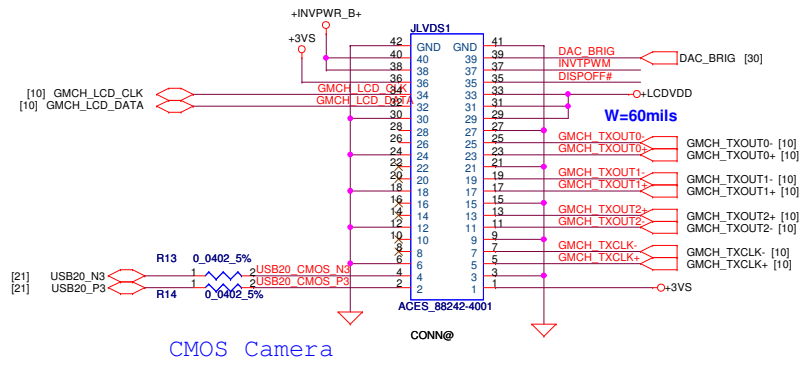 +INVPWR_B+
+3VS
JLVDS1
42 GND GND 41
40 40 39 39 DAC_BRIG DAC_BRIG [30]
38 38 37 37 INVTPWM
36 36 35 35 DISPOFF#
[10] GMCH_LCD_CLK GMCH_LCD_CLK 34 34 33 33 +LCDVDD
[10] GMCH_LCD_DATA GMCH_LCD_DATA 32 32 31 31
30 30 29 29 W=60mils
28 28 27 27
26 26 25 25 GMCH_TXOUT0- GMCH_TXOUT0- [10]
24 24 23 23 GMCH_TXOUT0+ GMCH_TXOUT0+ [10]
22 22 21 21
20 20 19 19 GMCH_TXOUT1- GMCH_TXOUT1- [10]
18 18 17 17 GMCH_TXOUT1+ GMCH_TXOUT1+ [10]
16 16 15 15
14 14 13 13 GMCH_TXOUT2+ GMCH_TXOUT2+ [10]
12 12 11 11 GMCH_TXOUT2- GMCH_TXOUT2- [10]
10 10 9 9
8 8 7 7 GMCH_TXCLK- GMCH_TXCLK- [10]
6 6 5 5 GMCH_TXCLK+ GMCH_TXCLK+ [10]
R13 0_0402_5%
[21] USB20_N3 1 2 USB20_CMOS_N3 4 4 3 3
[21] USB20_P3 1 2 USB20_CMOS_P3 2 2 1 1 +3VS
R14 0_0402_5%
ACES_88242-4001
CONN@
CMOS Camera